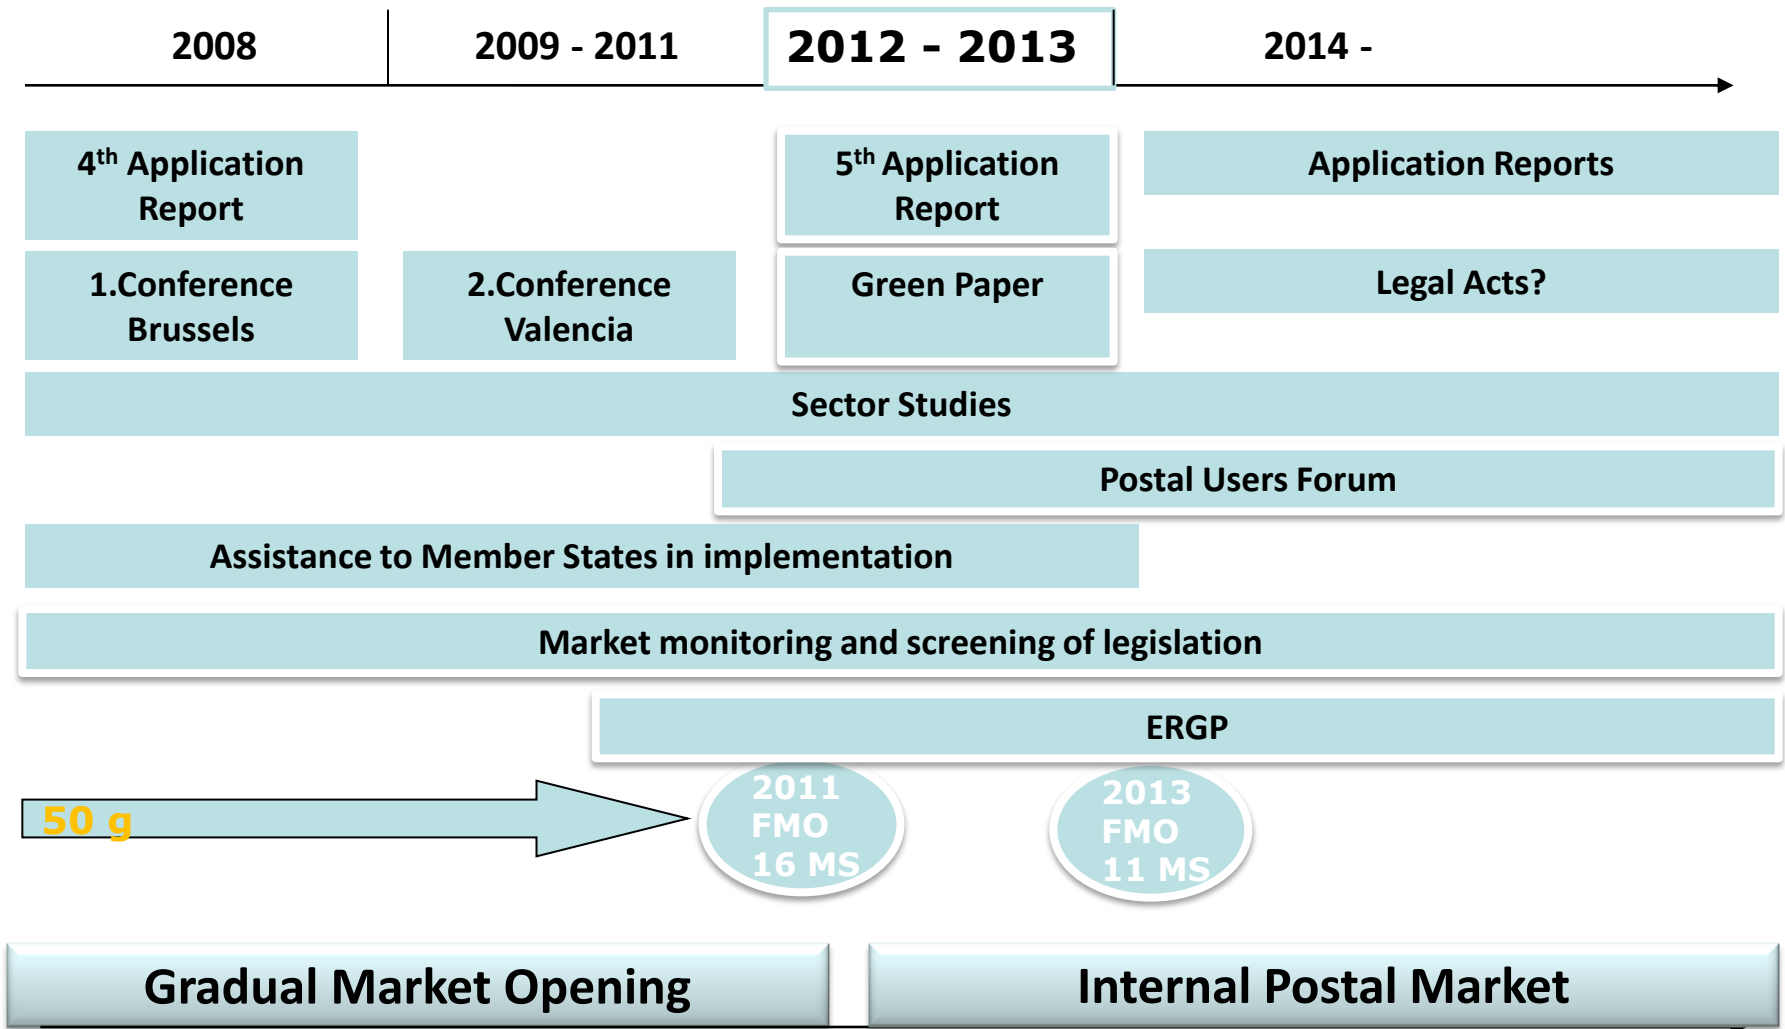 2008
2009 - 2011
2012 - 2013
2014 -
4th Application
Report
5th Application
Report
Application Reports
1.Conference
Brussels
2.Conference
Valencia
Green Paper
Legal Acts?
Sector Studies
Postal Users Forum
Assistance to Member States in implementation
Market monitoring and screening of legislation
ERGP
50 g
2011
FMO
16 MS
2013
FMO
11 MS
Gradual Market Opening
Internal Postal Market